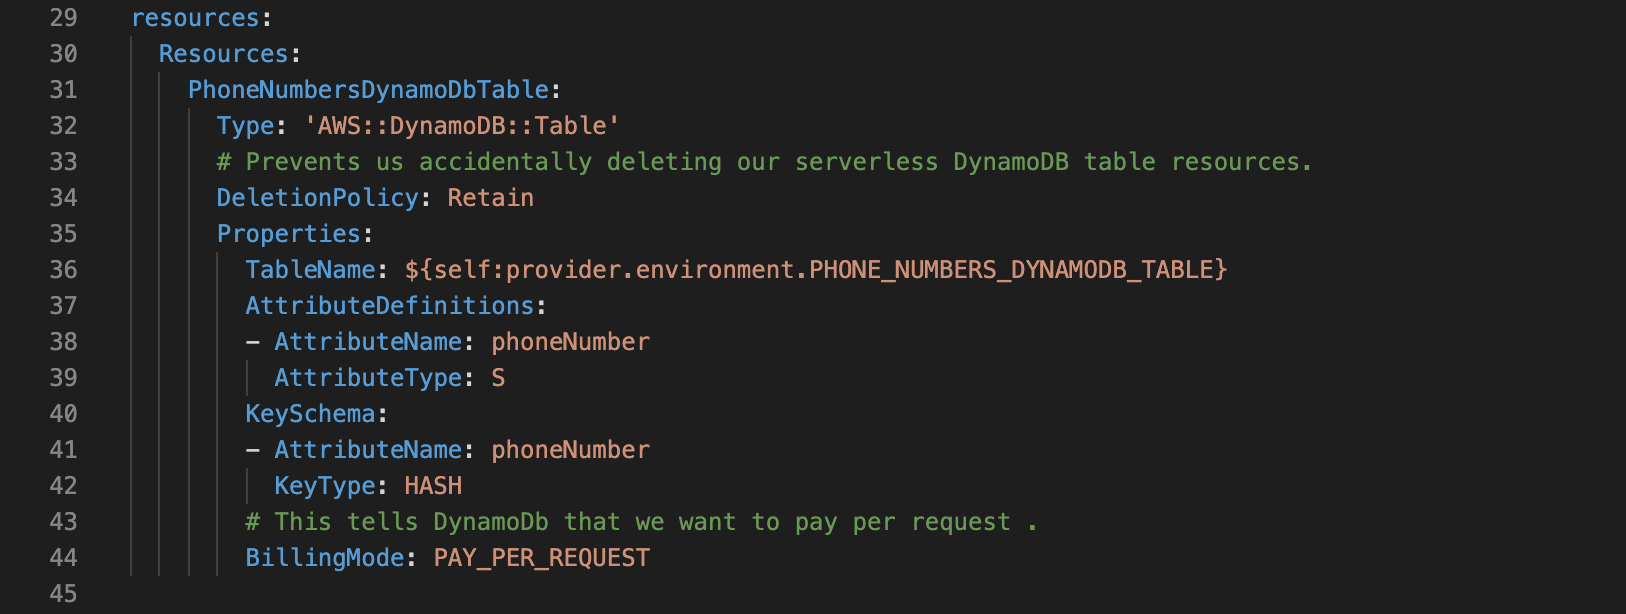 29 resources:
30 Resources:
31 PhoneNumbersDynamoDbTable:
32 Type: 'AWS::DynamoDB::Table'
33 # Prevents us accidentally deleting our serverless DynamoDB table resources.
34 DeletionPolicy: Retain
35 Properties:
36 TableName: ${self:provider.environment.PHONE_NUMBERS_DYNAMODB_TABLE}
37 AttributeDefinitions:
38 - AttributeName: phoneNumber
39 AttributeType: S
40 KeySchema:
41 - AttributeName: phoneNumber
42 KeyType: HASH
43 # This tells DynamoDb that we want to pay per request .
44 BillingMode: PAY_PER_REQUEST
45